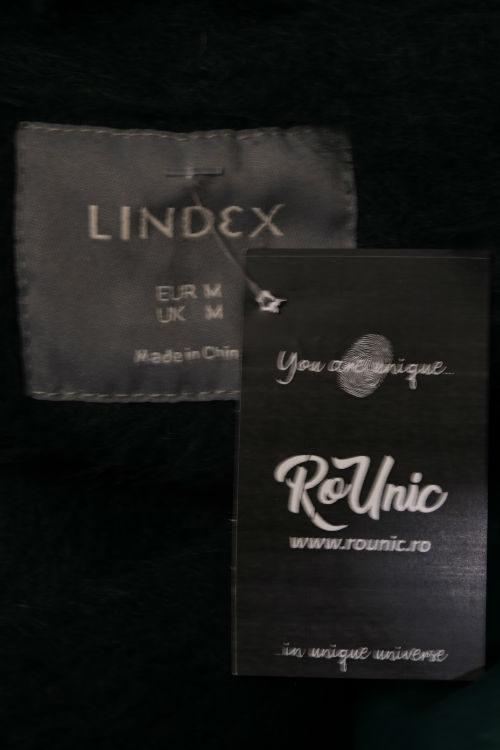 LINDEX
EUR M
UK M
Made in Chin
You are unique...
RoUnic
www.rounic.ro
...in unique universe